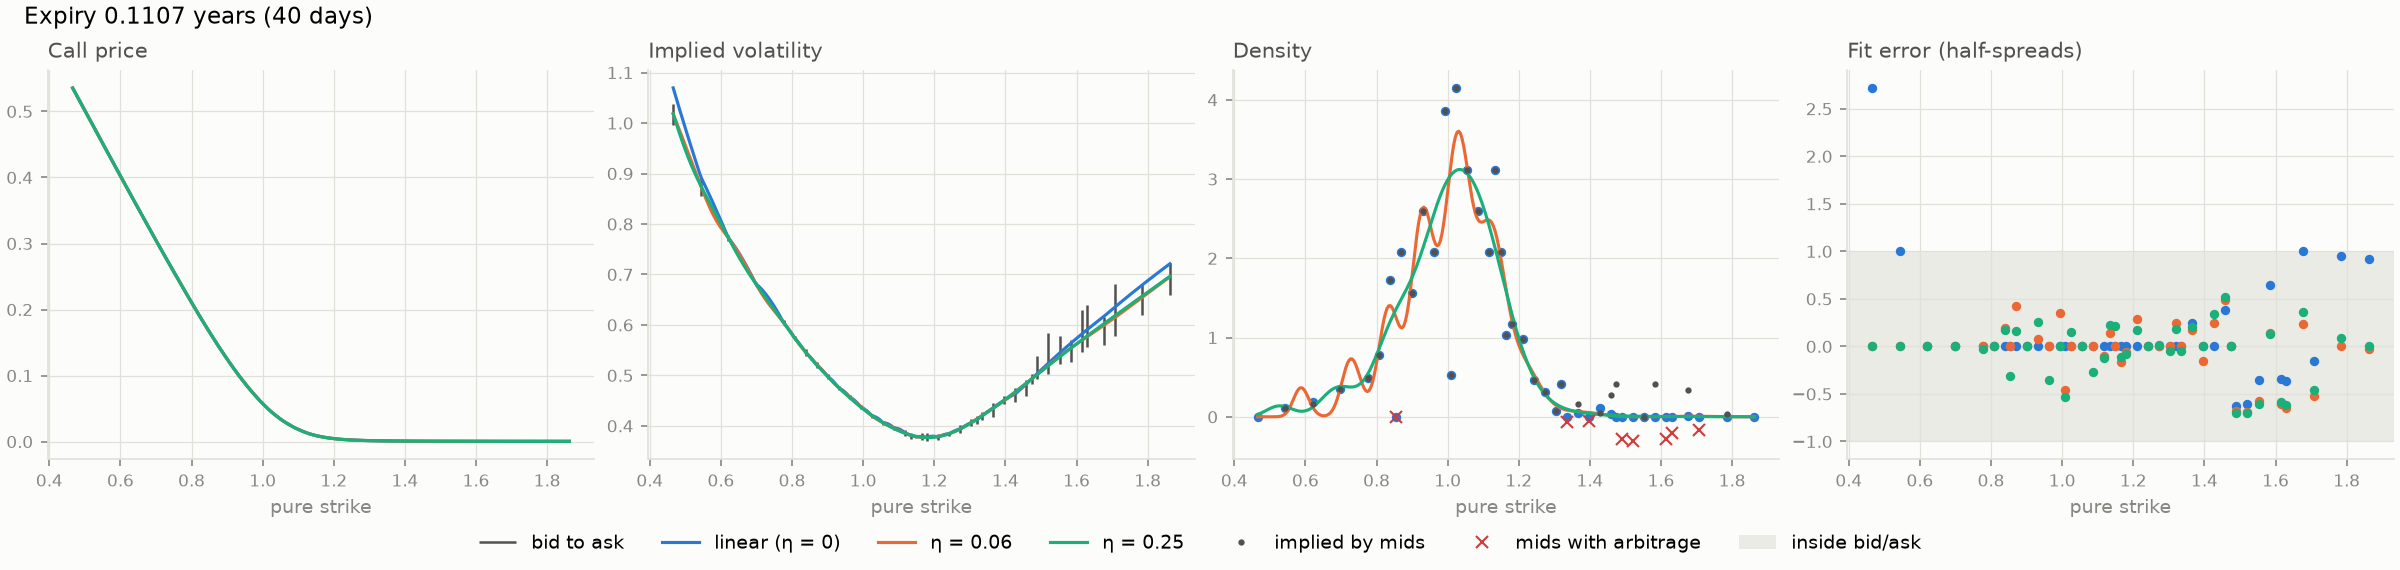 Expiry 0.1107 years (40 days)
Call price
0.5
0.4
0.3
0.2
0.1
0.0
0.4 0.6 0.8 1.0 1.2 1.4 1.6 1.8
pure strike
Implied volatility
1.1
1.0
0.9
0.8
0.7
0.6
0.5
0.4
0.4 0.6 0.8 1.0 1.2 1.4 1.6 1.8
pure strike
Density
4
3
2
1
0
0.4 0.6 0.8 1.0 1.2 1.4 1.6 1.8
pure strike
Fit error (half-spreads)
2.5
2.0
1.5
1.0
0.5
0.0
−0.5
−1.0
0.4 0.6 0.8 1.0 1.2 1.4 1.6 1.8
pure strike
bid to ask linear (η = 0) η = 0.06 η = 0.25 implied by mids mids with arbitrage inside bid/ask